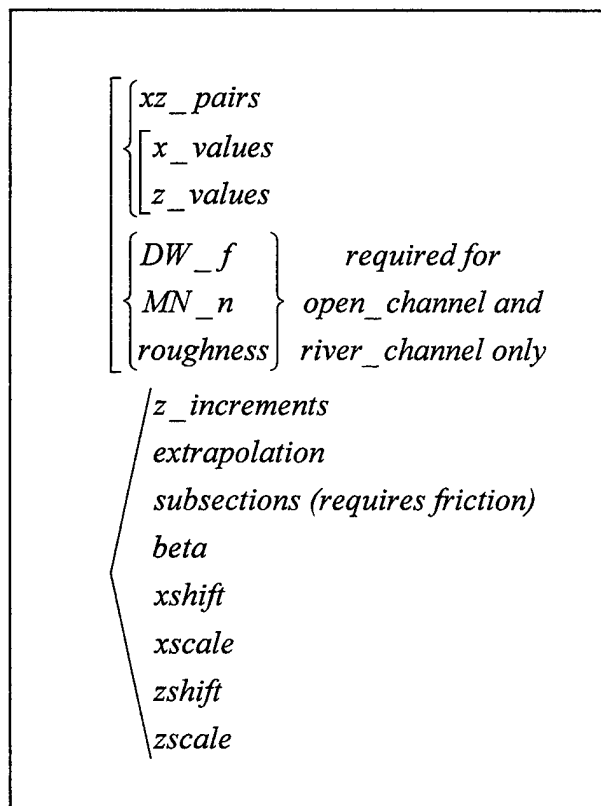 xz_pairs
x_values
z_values
DW_f required for
MN_n open_channel and
roughness river_channel only
z_increments
extrapolation
subsections (requires friction)
beta
xshift
xscale
zshift
zscale